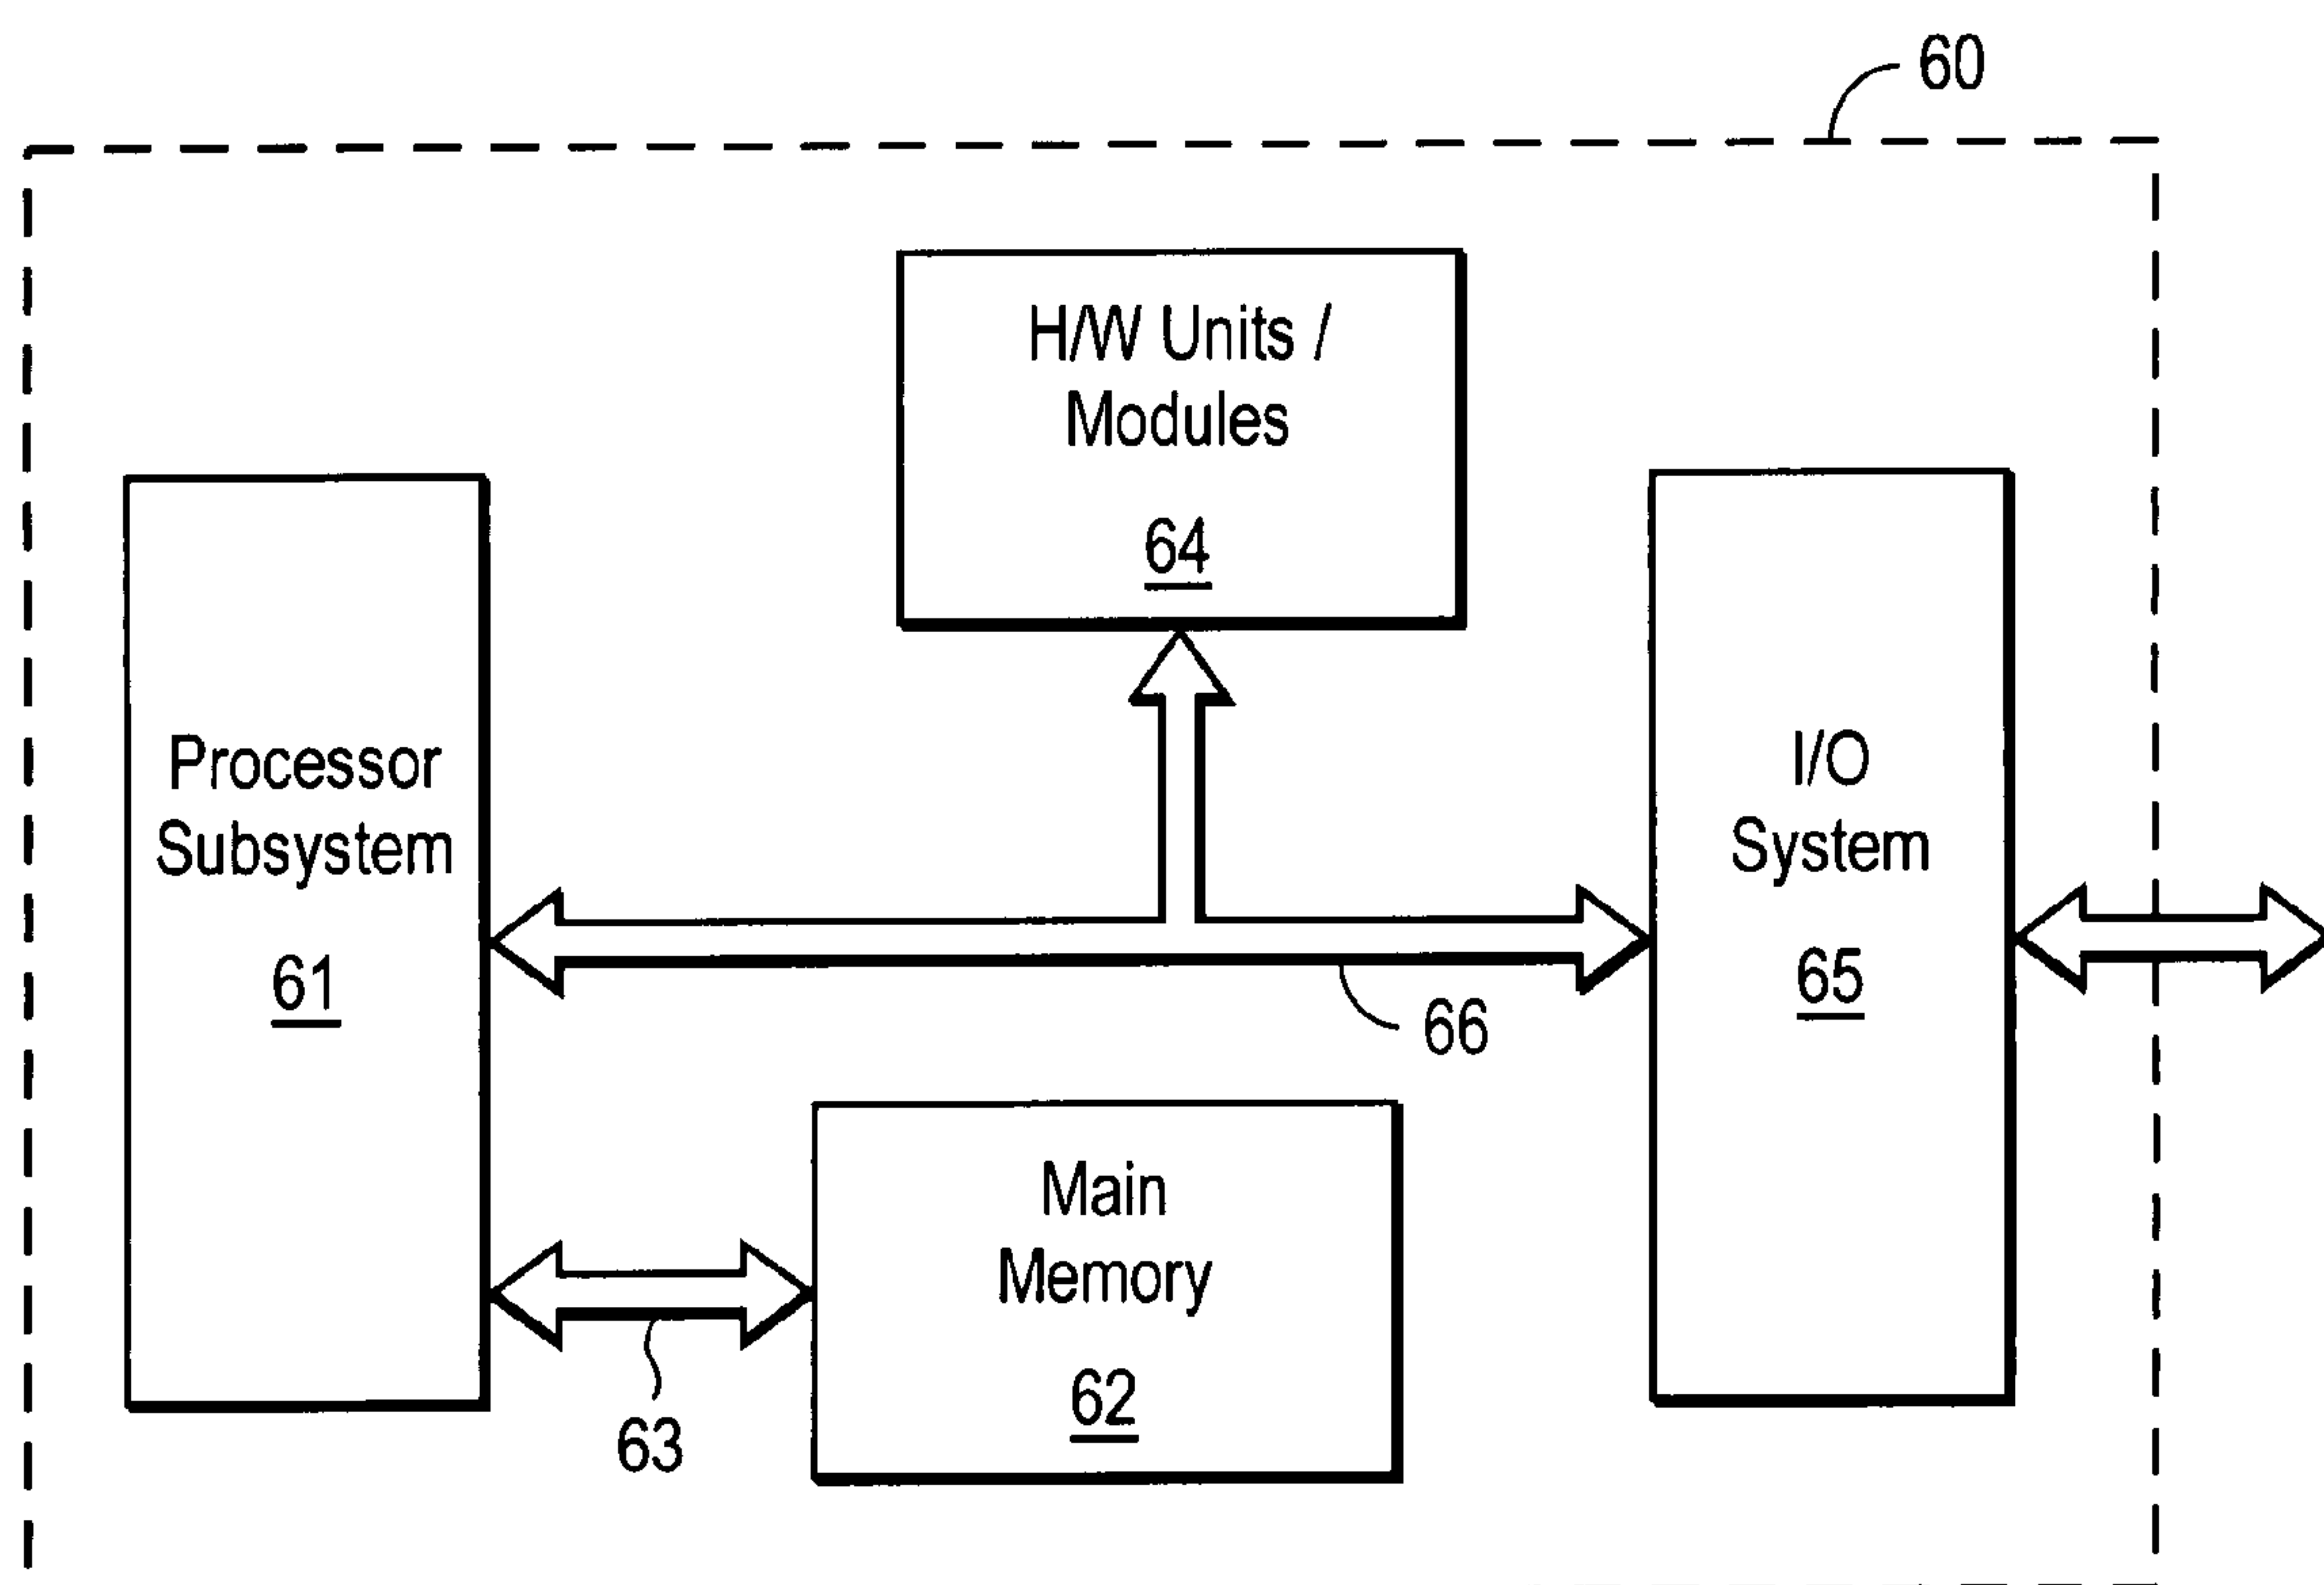 60
H/W Units /
Modules
64
Processor
Subsystem
61
I/O
System
65
66
Main
Memory
62
63